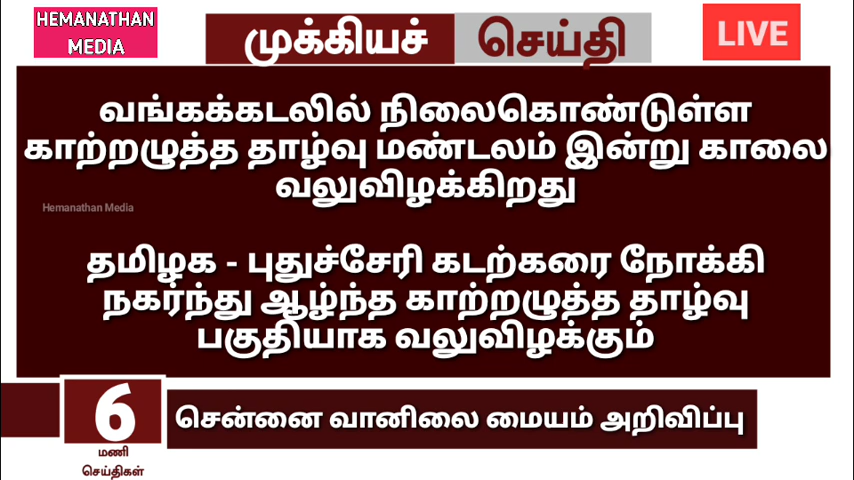 HEMANATHAN
MEDIA
முக்கியச் செய்தி
LIVE
வங்கக்கடலில் நிலைகொண்டுள்ள
காற்றழுத்த தாழ்வு மண்டலம் இன்று காலை
வலுவிழக்கிறது
Hemanathan Media
தமிழக - புதுச்சேரி கடற்கரை நோக்கி
நகர்ந்து ஆழ்ந்த காற்றழுத்த தாழ்வு
பகுதியாக வலுவிழக்கும்
6
மணி
செய்திகள்
சென்னை வானிலை மையம் அறிவிப்பு